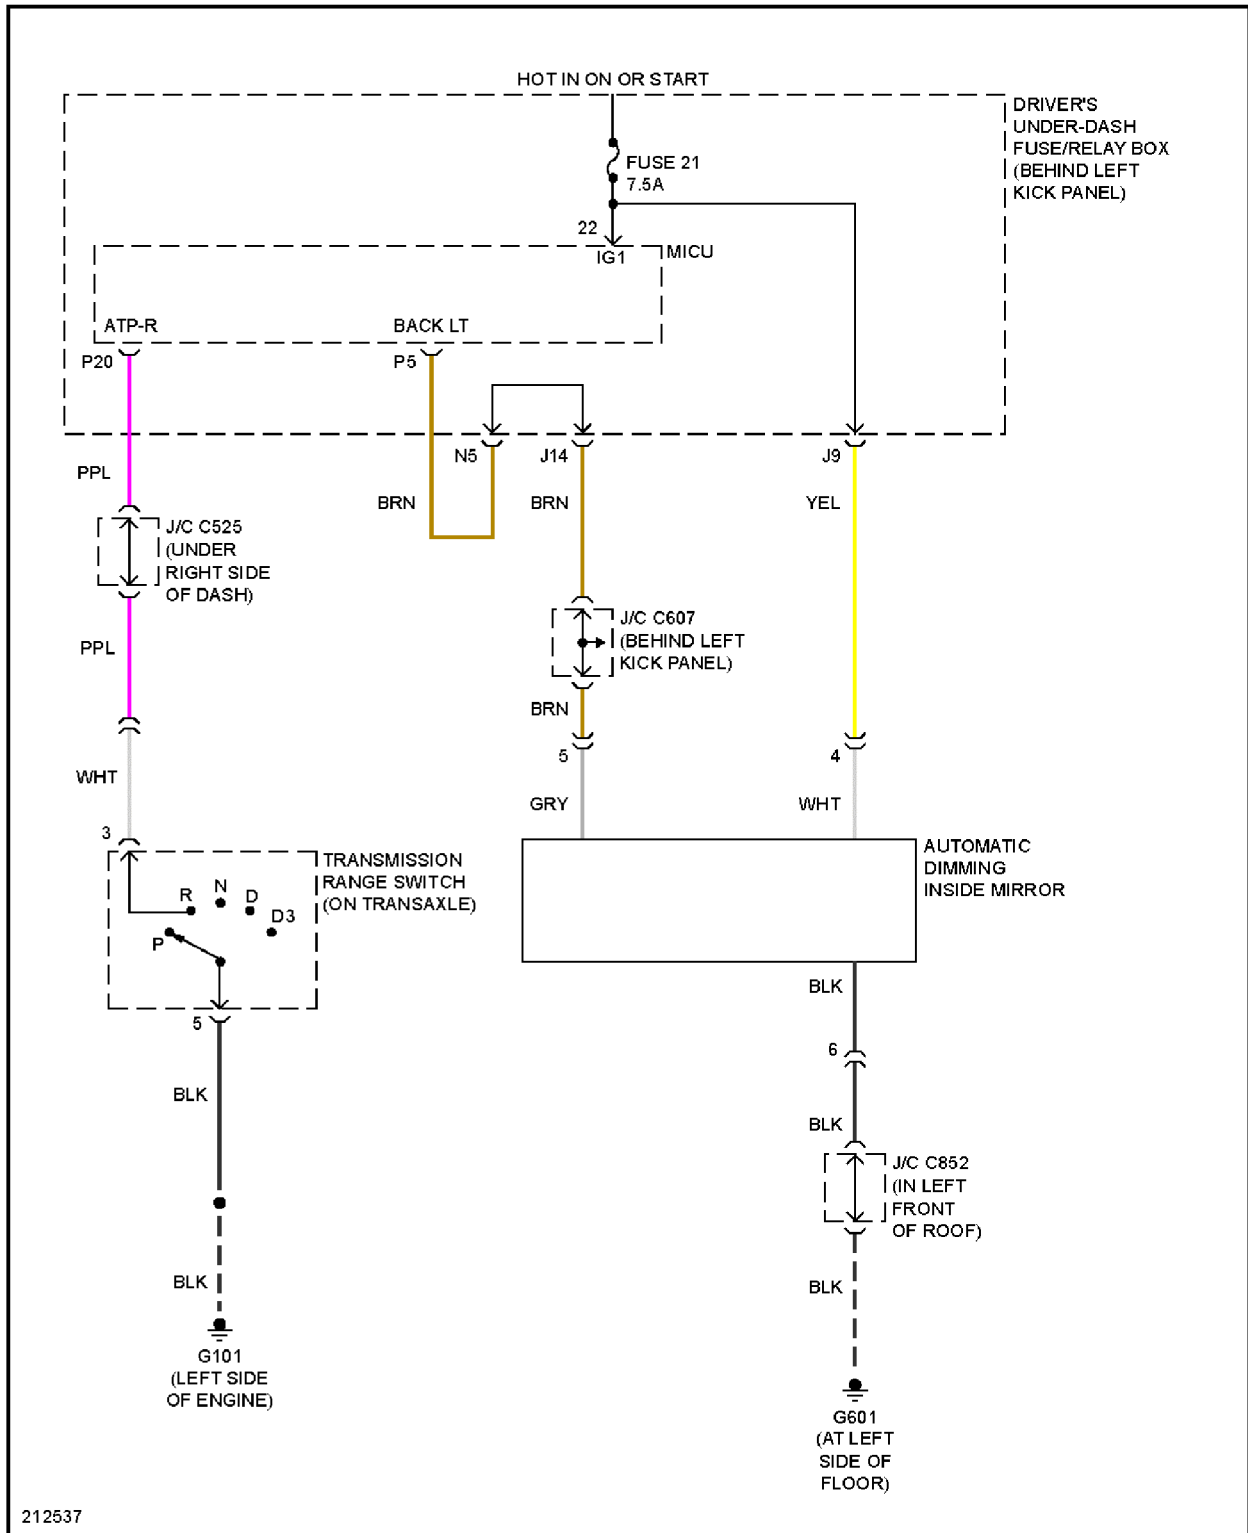 HOT IN ON OR START
DRIVER'S
UNDER-DASH
FUSE/RELAY BOX
(BEHIND LEFT
KICK PANEL)
FUSE 21
7.5A
22
IG1
MICU
ATP-R
BACK LT
P20
P5
N5
J14
J9
PPL
BRN
BRN
YEL
J/C C525
(UNDER
RIGHT SIDE
OF DASH)
J/C C607
(BEHIND LEFT
KICK PANEL)
PPL
BRN
5
4
WHT
GRY
WHT
3
TRANSMISSION
RANGE SWITCH
(ON TRANSAXLE)
R
N
D
D3
P
AUTOMATIC
DIMMING
INSIDE MIRROR
5
BLK
6
BLK
BLK
J/C C852
(IN LEFT
FRONT
OF ROOF)
BLK
BLK
G101
(LEFT SIDE
OF ENGINE)
G601
(AT LEFT
SIDE OF
FLOOR)
212537